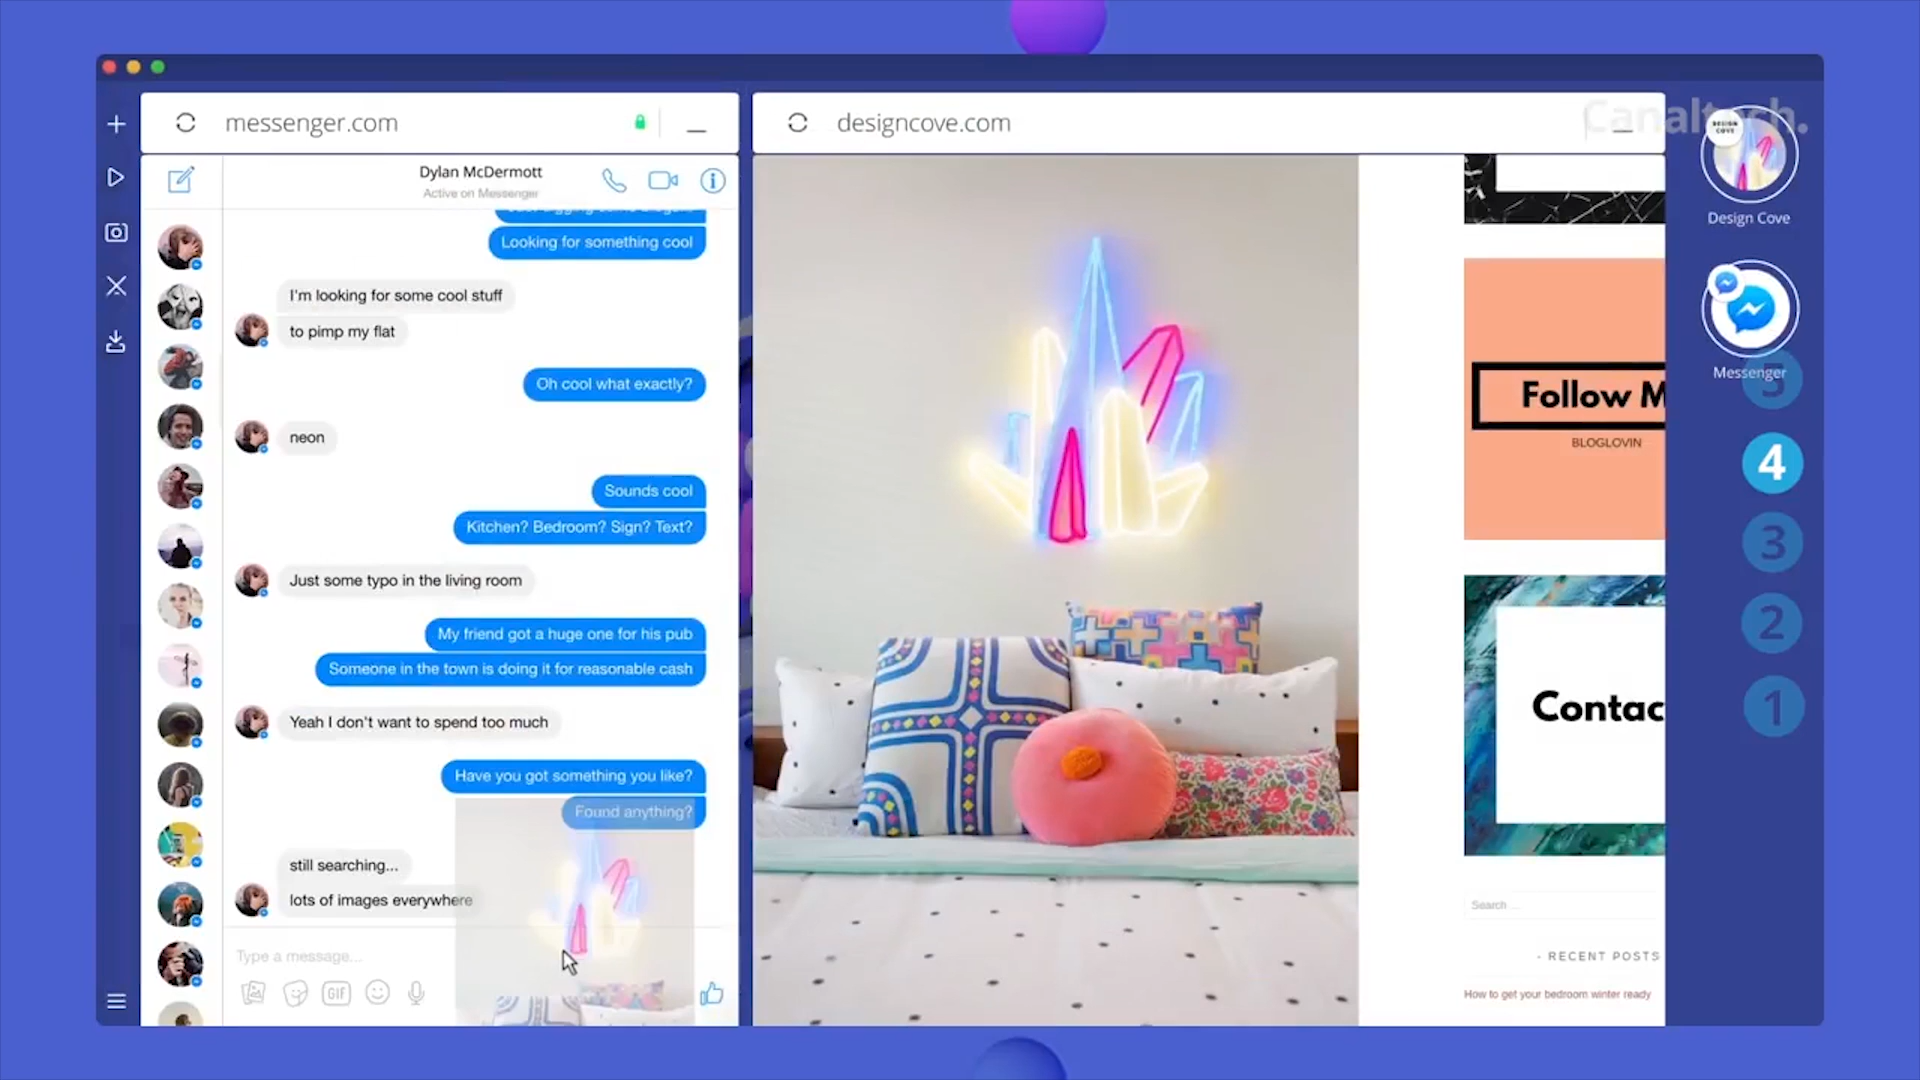 messenger.com
designcove.com
Canaltech.
DESIGN
COVE
Design Cove
Messenger
Dylan McDermott
Active on Messenger
Looking for something cool
I'm looking for some cool stuff
to pimp my flat
Oh cool what exactly?
neon
Sounds cool
Kitchen? Bedroom? Sign? Text?
Just some typo in the living room
My friend got a huge one for his pub
Someone in the town is doing it for reasonable cash
Yeah I don't want to spend too much
Have you got something you like?
Found anything?
still searching...
lots of images everywhere
Type a message...
GIF
Follow M
BLOGLOVIN
Contac
Search ...
- RECENT POSTS
How to get your bedroom winter ready
5
4
3
2
1